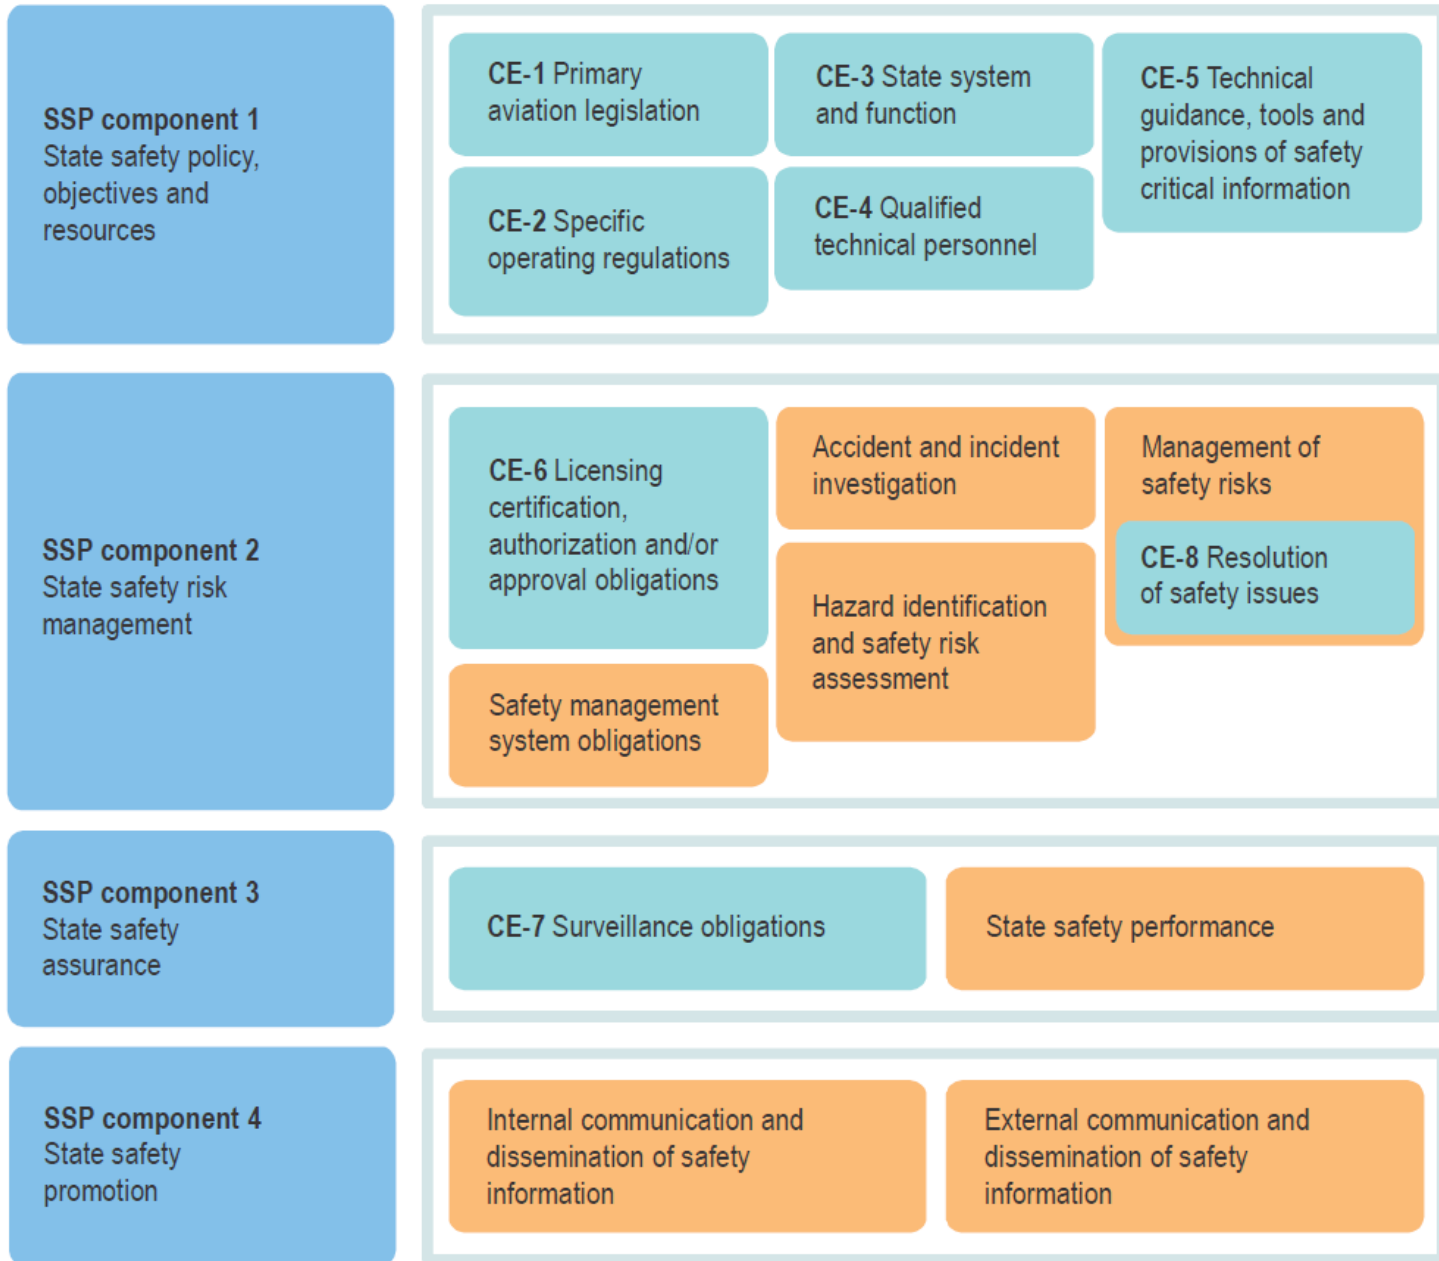 SSP component 1
State safety policy,
objectives and
resources
CE-1 Primary
aviation legislation
CE-2 Specific
operating regulations
CE-3 State system
and function
CE-4 Qualified
technical personnel
CE-5 Technical
guidance, tools and
provisions of safety
critical information
SSP component 2
State safety risk
management
CE-6 Licensing
certification,
authorization and/or
approval obligations
Safety management
system obligations
Accident and incident
investigation
Hazard identification
and safety risk
assessment
Management of
safety risks
CE-8 Resolution
of safety issues
SSP component 3
State safety
assurance
CE-7 Surveillance obligations
State safety performance
SSP component 4
State safety
promotion
Internal communication and
dissemination of safety
information
External communication and
dissemination of safety
information